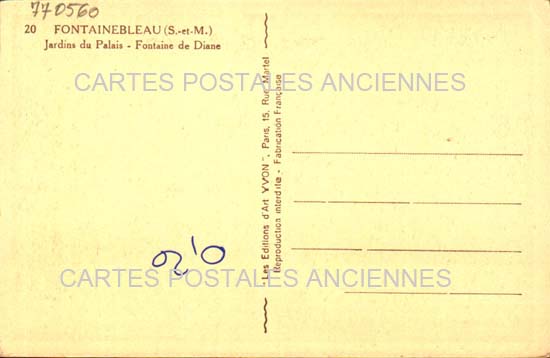 770560
20 FONTAINEBLEAU (S.-et-M.)
Jardins du Palais - Fontaine de Diane
CARTES POSTALES ANCIENNES
"Les Editions d'Art YVON", Paris, 15, Rue Martel
Reproduction interdite - Fabrication Française
0,20
CARTES POSTALES ANCIENNES